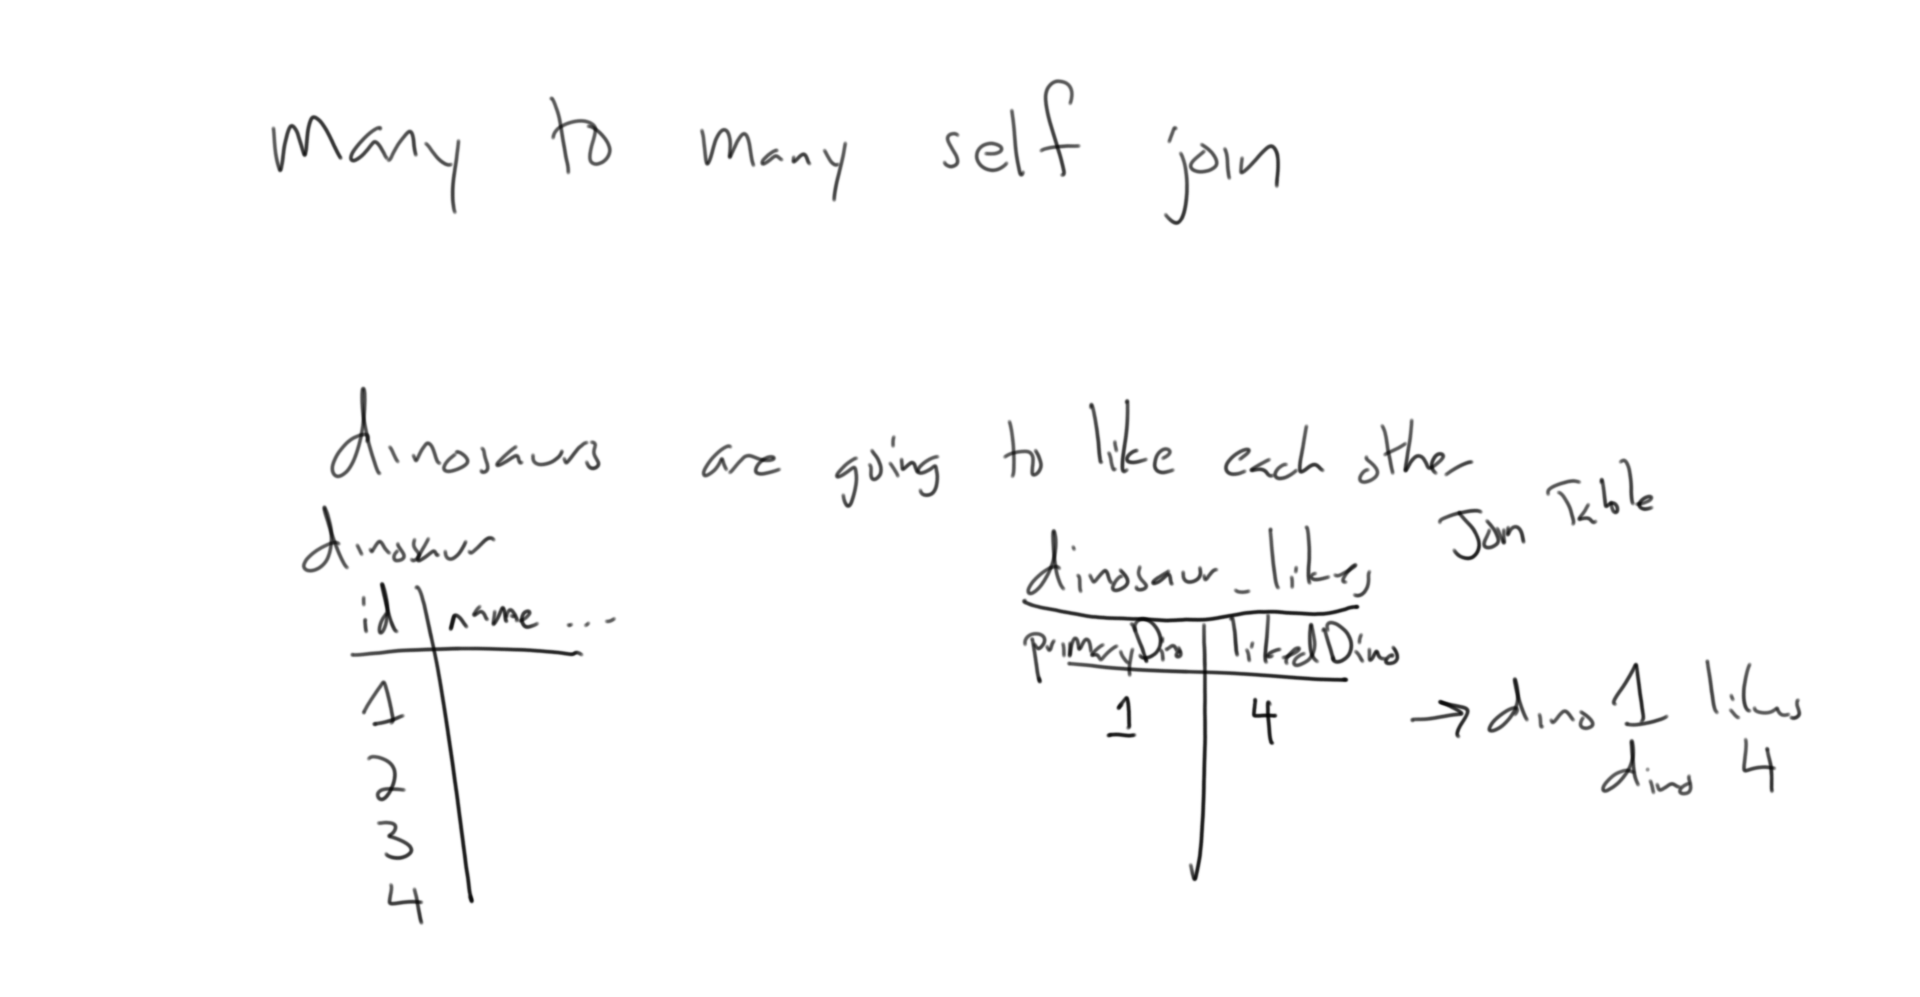 many to many self join
dinosaurs are going to like each other
Join Table
dinosaur
id name ...
1
2
3
4
dinosaur_likes
primaryDino likedDino
1 4 → dino 1 likes
dino 4